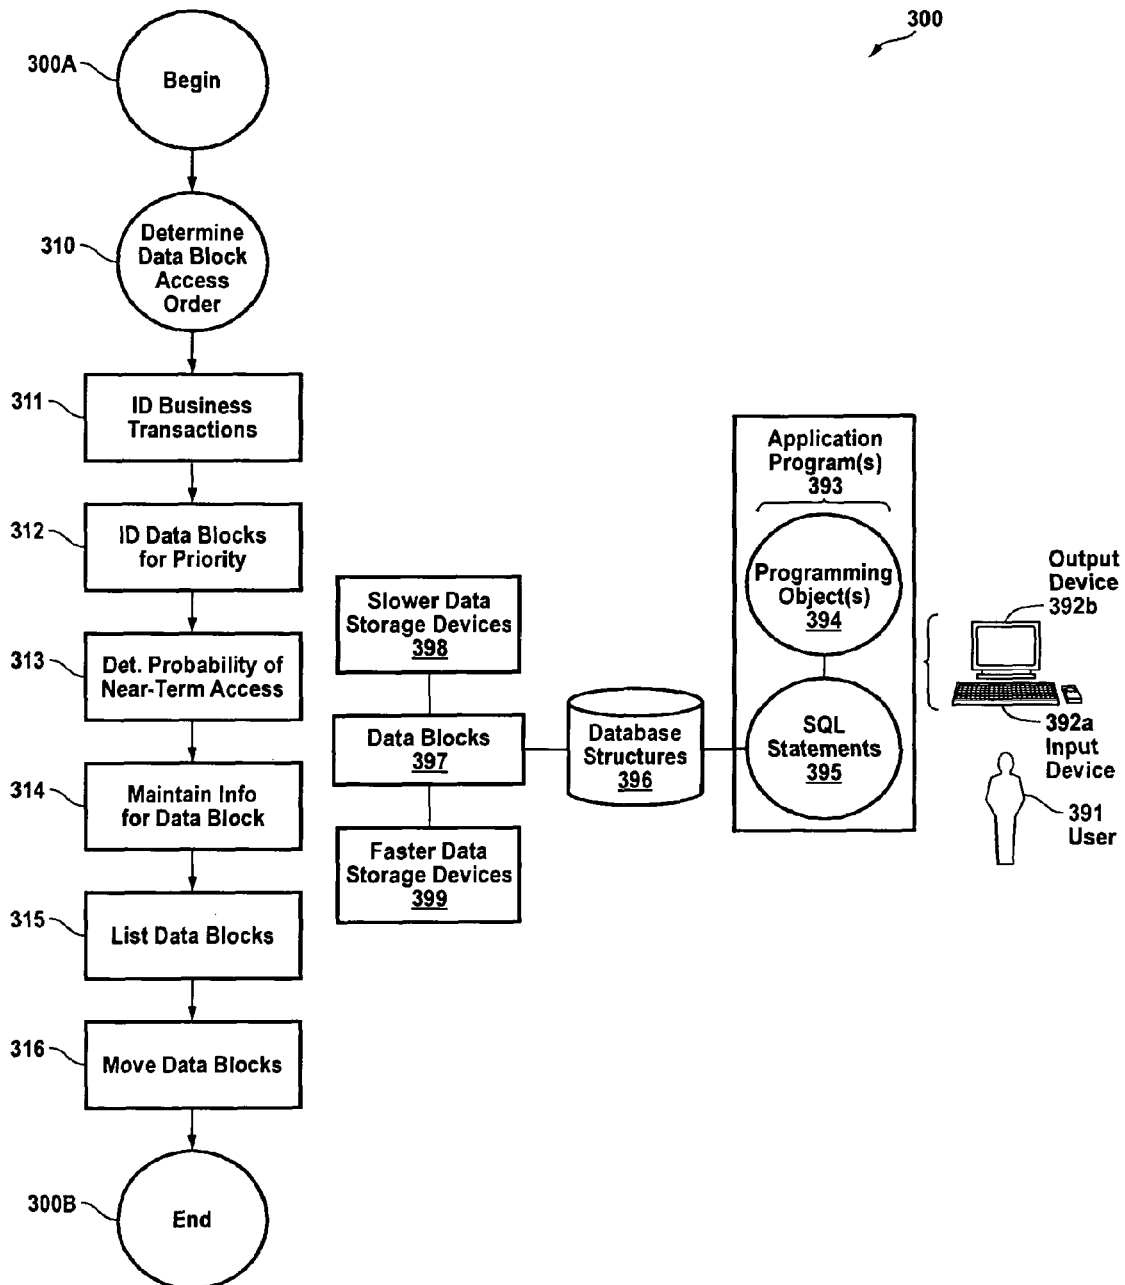 300
300A
Begin
310
Determine
Data Block
Access
Order
311
ID Business
Transactions
312
ID Data Blocks
for Priority
313
Det. Probability of
Near-Term Access
314
Maintain Info
for Data Block
315
List Data Blocks
316
Move Data Blocks
300B
End
Slower Data
Storage Devices
398
Data Blocks
397
Faster Data
Storage Devices
399
Database
Structures
396
Application
Program(s)
393
Programming
Object(s)
394
SQL
Statements
395
Output
Device
392b
392a
Input
Device
391
User